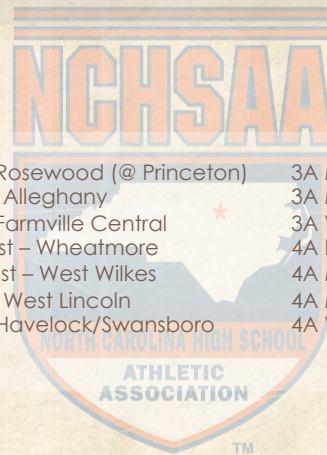 NCHSAA
Rosewood (@ Princeton) 3A
Alleghany 3A
Farmville Central 3A
st – Wheatmore 4A
st – West Wilkes 4A
West Lincoln 4A
Havelock/Swansboro 4A
NORTH CAROLINA HIGH SCHOOL
ATHLETIC
ASSOCIATION
TM